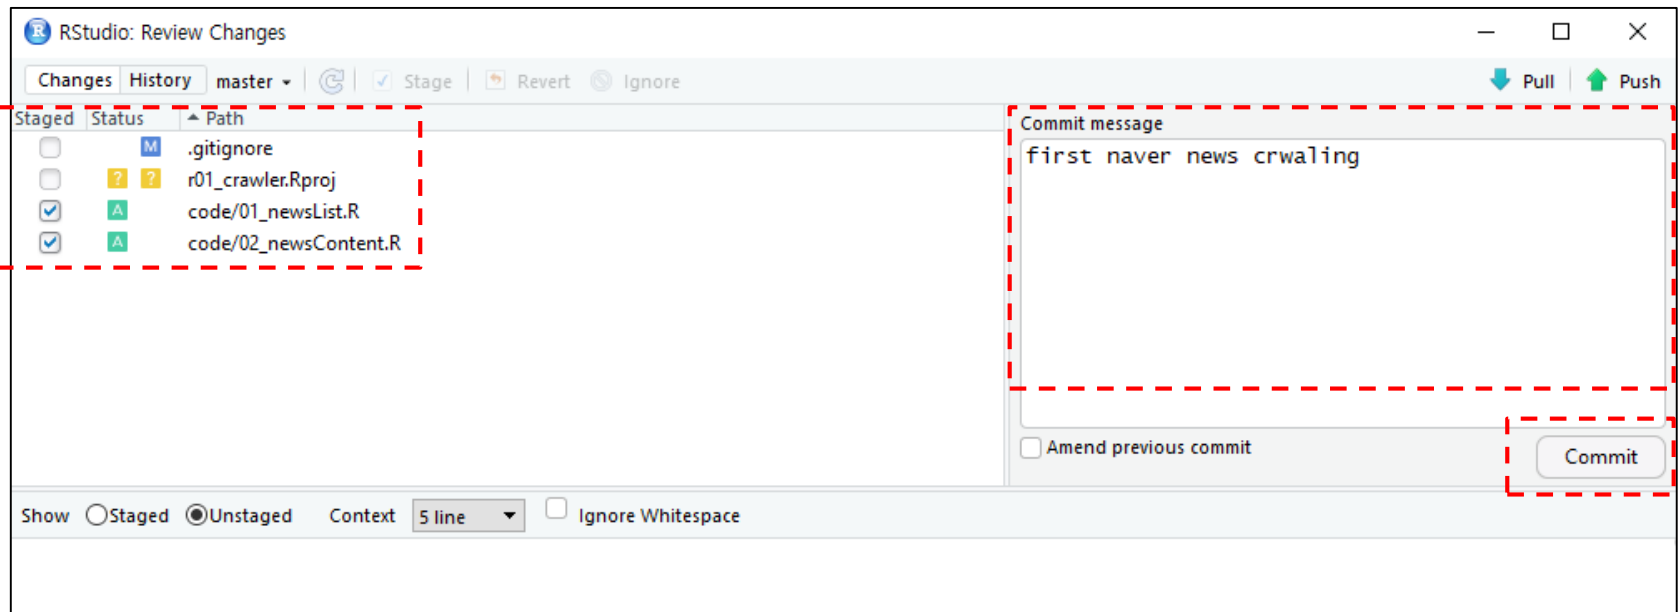 RStudio: Review Changes
Changes History master Stage Revert Ignore Pull Push
Staged Status Path
M .gitignore
? ? r01_crawler.Rproj
A code/01_newsList.R
A code/02_newsContent.R
Commit message
first naver news crwaling
Amend previous commit
Commit
Show Staged Unstaged Context 5 line Ignore Whitespace